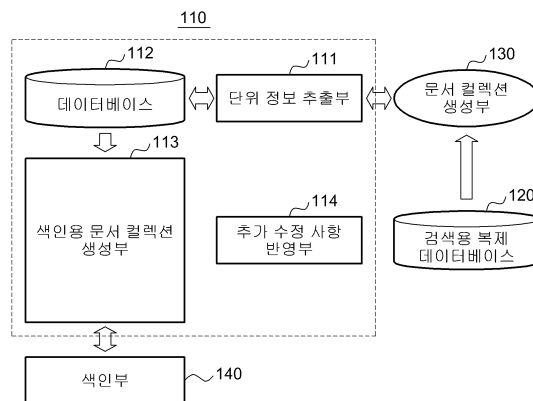 110
112
데이터베이스
111
단위 정보 추출부
130
문서 컬렉션
생성부
113
색인용 문서 컬렉션
생성부
114
추가 수정 사항
반영부
120
검색용 복제
데이터베이스
색인부
140